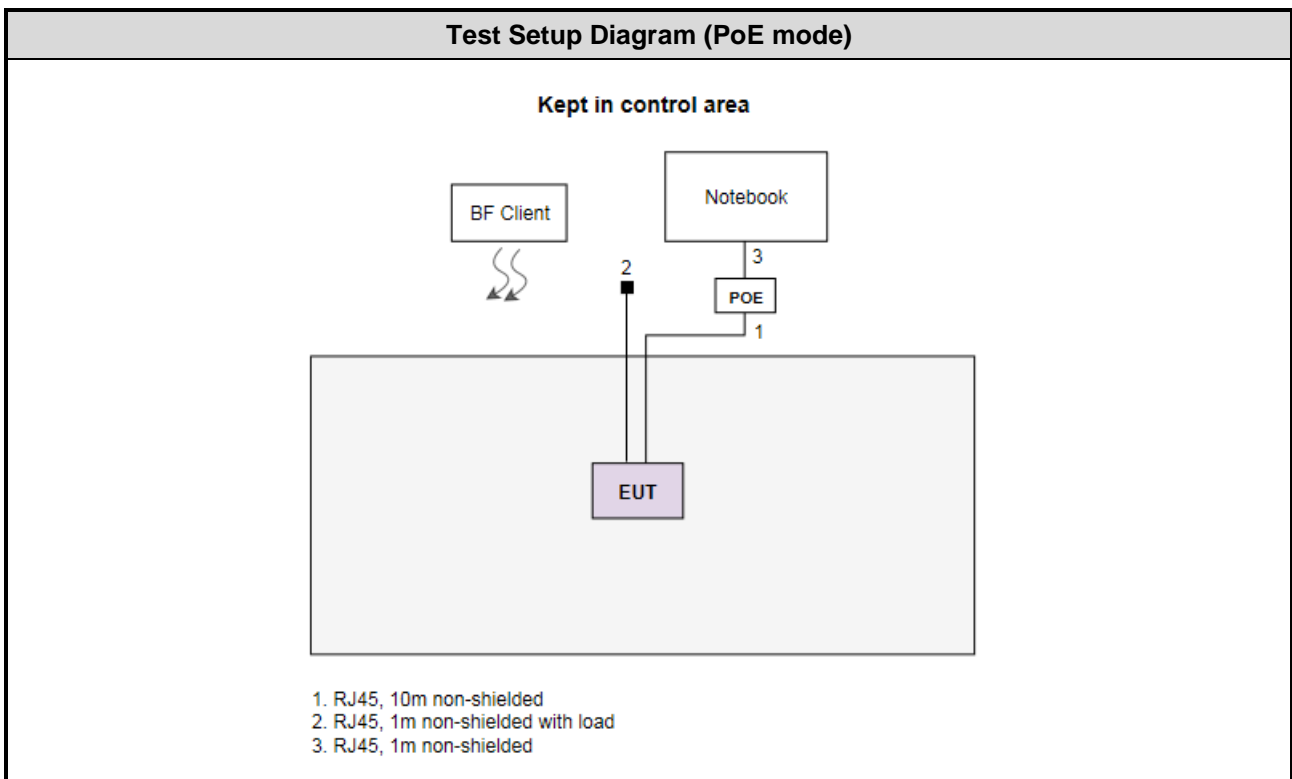 Test Setup Diagram (PoE mode)
Kept in control area
BF Client
Notebook
3
2
POE
1
EUT
1. RJ45, 10m non-shielded
2. RJ45, 1m non-shielded with load
3. RJ45, 1m non-shielded